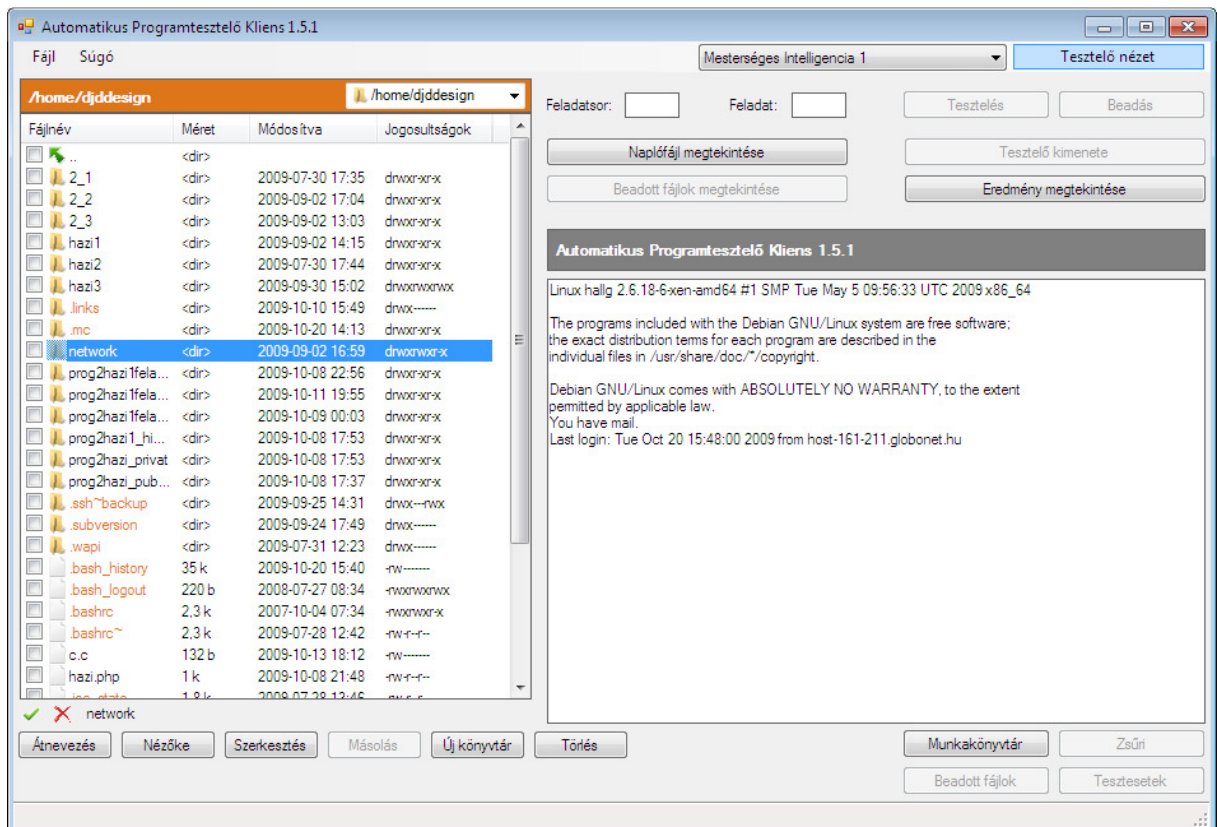 Automatikus Programtesztelő Kliens 1.5.1
Fájl Súgó Mesterséges Intelligencia 1 Tesztelő nézet
/home/djddesign /home/djddesign
Fájlnév Méret Módosítva Jogosultságok
.. <dir>
2_1 <dir> 2009-07-30 17:35 drwxr-xr-x
2_2 <dir> 2009-09-02 17:04 drwxr-xr-x
2_3 <dir> 2009-09-02 13:03 drwxr-xr-x
hazi1 <dir> 2009-09-02 14:15 drwxr-xr-x
hazi2 <dir> 2009-07-30 17:44 drwxr-xr-x
hazi3 <dir> 2009-09-30 15:02 drwxrwxrwx
.links <dir> 2009-10-10 15:49 drwx------
.mc <dir> 2009-10-20 14:13 drwxr-xr-x
network <dir> 2009-09-02 16:59 drwxrwxr-x
prog2hazi1fela... <dir> 2009-10-08 22:56 drwxr-xr-x
prog2hazi1fela... <dir> 2009-10-11 19:55 drwxr-xr-x
prog2hazi1fela... <dir> 2009-10-09 00:03 drwxr-xr-x
prog2hazi1_hi... <dir> 2009-10-08 17:53 drwxr-xr-x
prog2hazi_privat <dir> 2009-10-08 17:53 drwxr-xr-x
prog2hazi_pub... <dir> 2009-10-08 17:37 drwxr-xr-x
.ssh~backup <dir> 2009-09-25 14:31 drwx---rwx
.subversion <dir> 2009-09-24 17:49 drwx------
.wapi <dir> 2009-07-31 12:23 drwx------
.bash_history 35 k 2009-10-20 15:40 -rw-------
.bash_logout 220 b 2008-07-27 08:34 -rwxrwxrwx
.bashrc 2,3 k 2007-10-04 07:34 -rwxrwxr-x
.bashrc~ 2,3 k 2009-07-28 12:42 -rw-r--r--
c.c 132 b 2009-10-13 18:12 -rw-------
hazi.php 1 k 2009-10-08 21:48 -rw-r--r--
network
Átnevezés Nézőke Szerkesztés Másolás Új könyvtár Törlés
Feladatsor: Feladat: Tesztelés Beadás
Naplófájl megtekintése Tesztelő kimenete
Beadott fájlok megtekintése Eredmény megtekintése
Automatikus Programtesztelő Kliens 1.5.1
Linux hallg 2.6.18-6-xen-amd64 #1 SMP Tue May 5 09:56:33 UTC 2009 x86_64
The programs included with the Debian GNU/Linux system are free software;
the exact distribution terms for each program are described in the
individual files in /usr/share/doc/*/copyright.
Debian GNU/Linux comes with ABSOLUTELY NO WARRANTY, to the extent
permitted by applicable law.
You have mail.
Last login: Tue Oct 20 15:48:00 2009 from host-161-211.globonet.hu
Munkakönyvtár Zsűri
Beadott fájlok Tesztesetek